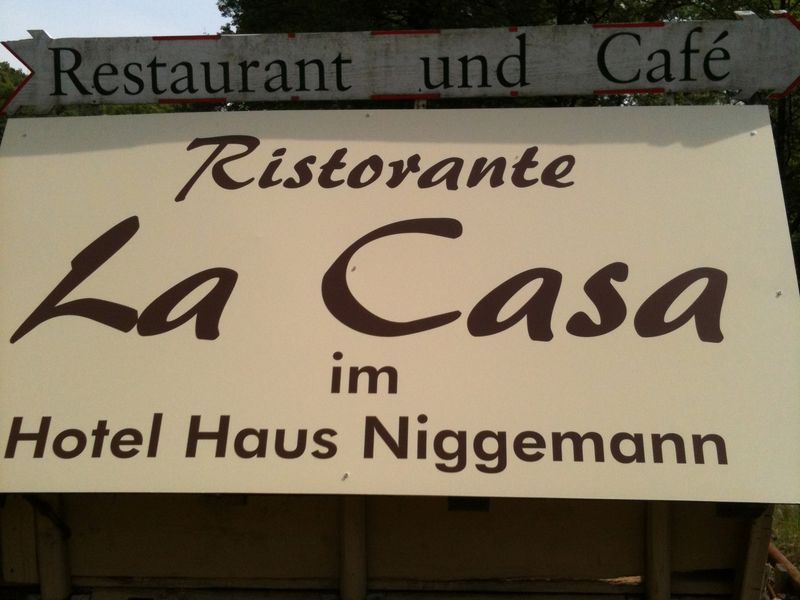 Restaurant und Café
Ristorante
La Casa
im
Hotel Haus Niggemann